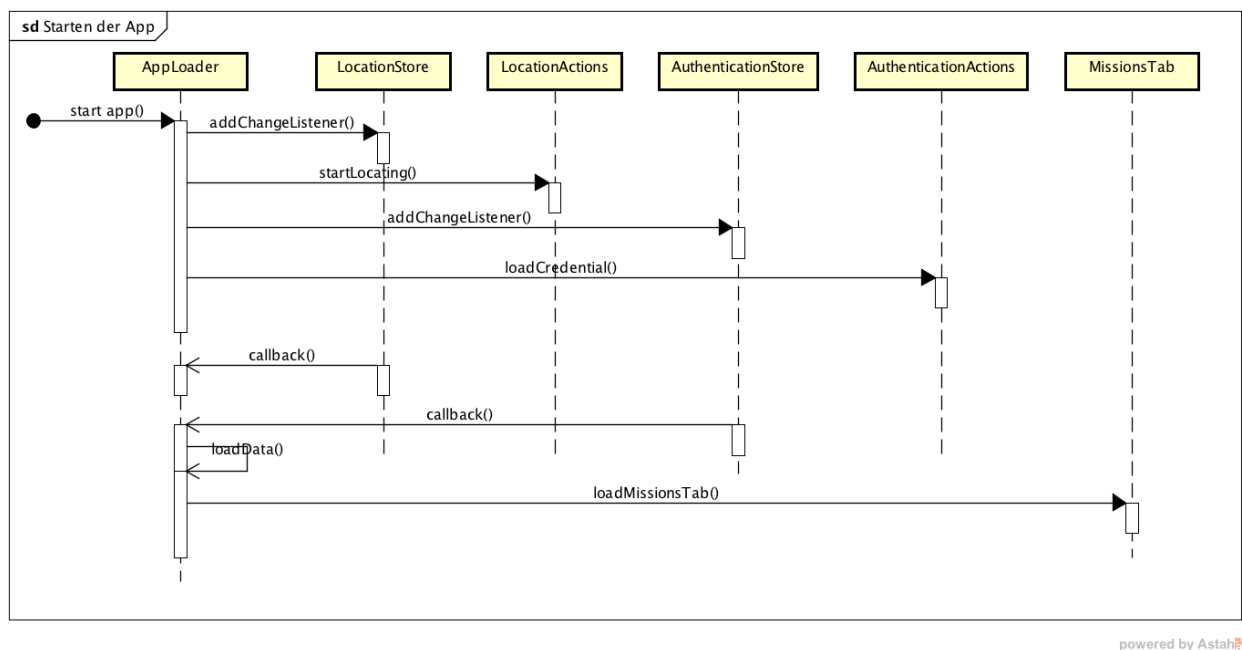 sd Starten der App
AppLoader
LocationStore
LocationActions
AuthenticationStore
AuthenticationActions
MissionsTab
start app()
addChangeListener()
startLocating()
addChangeListener()
loadCredential()
callback()
callback()
loadData()
loadMissionsTab()
powered by Astah